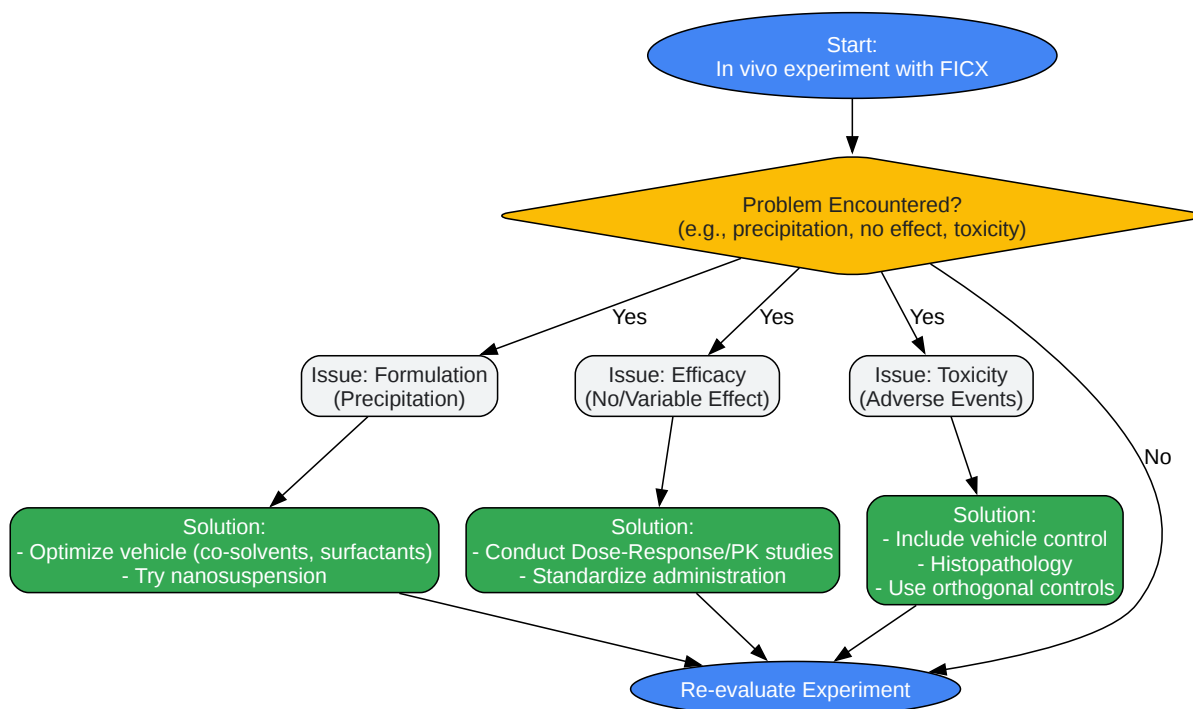 Start:
In vivo experiment with FICX
Problem Encountered?
(e.g., precipitation, no effect, toxicity)
Yes
Yes
Yes
No
Issue: Formulation
(Precipitation)
Issue: Efficacy
(No/Variable Effect)
Issue: Toxicity
(Adverse Events)
Solution:
- Optimize vehicle (co-solvents, surfactants)
- Try nanosuspension
Solution:
- Conduct Dose-Response/PK studies
- Standardize administration
Solution:
- Include vehicle control
- Histopathology
- Use orthogonal controls
Re-evaluate Experiment